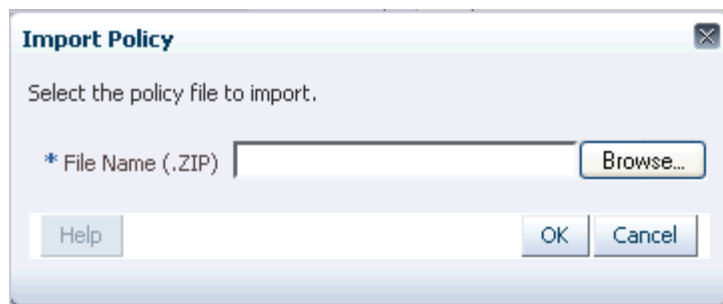 Import Policy
Select the policy file to import.
* File Name (.ZIP) Browse...
Help OK Cancel